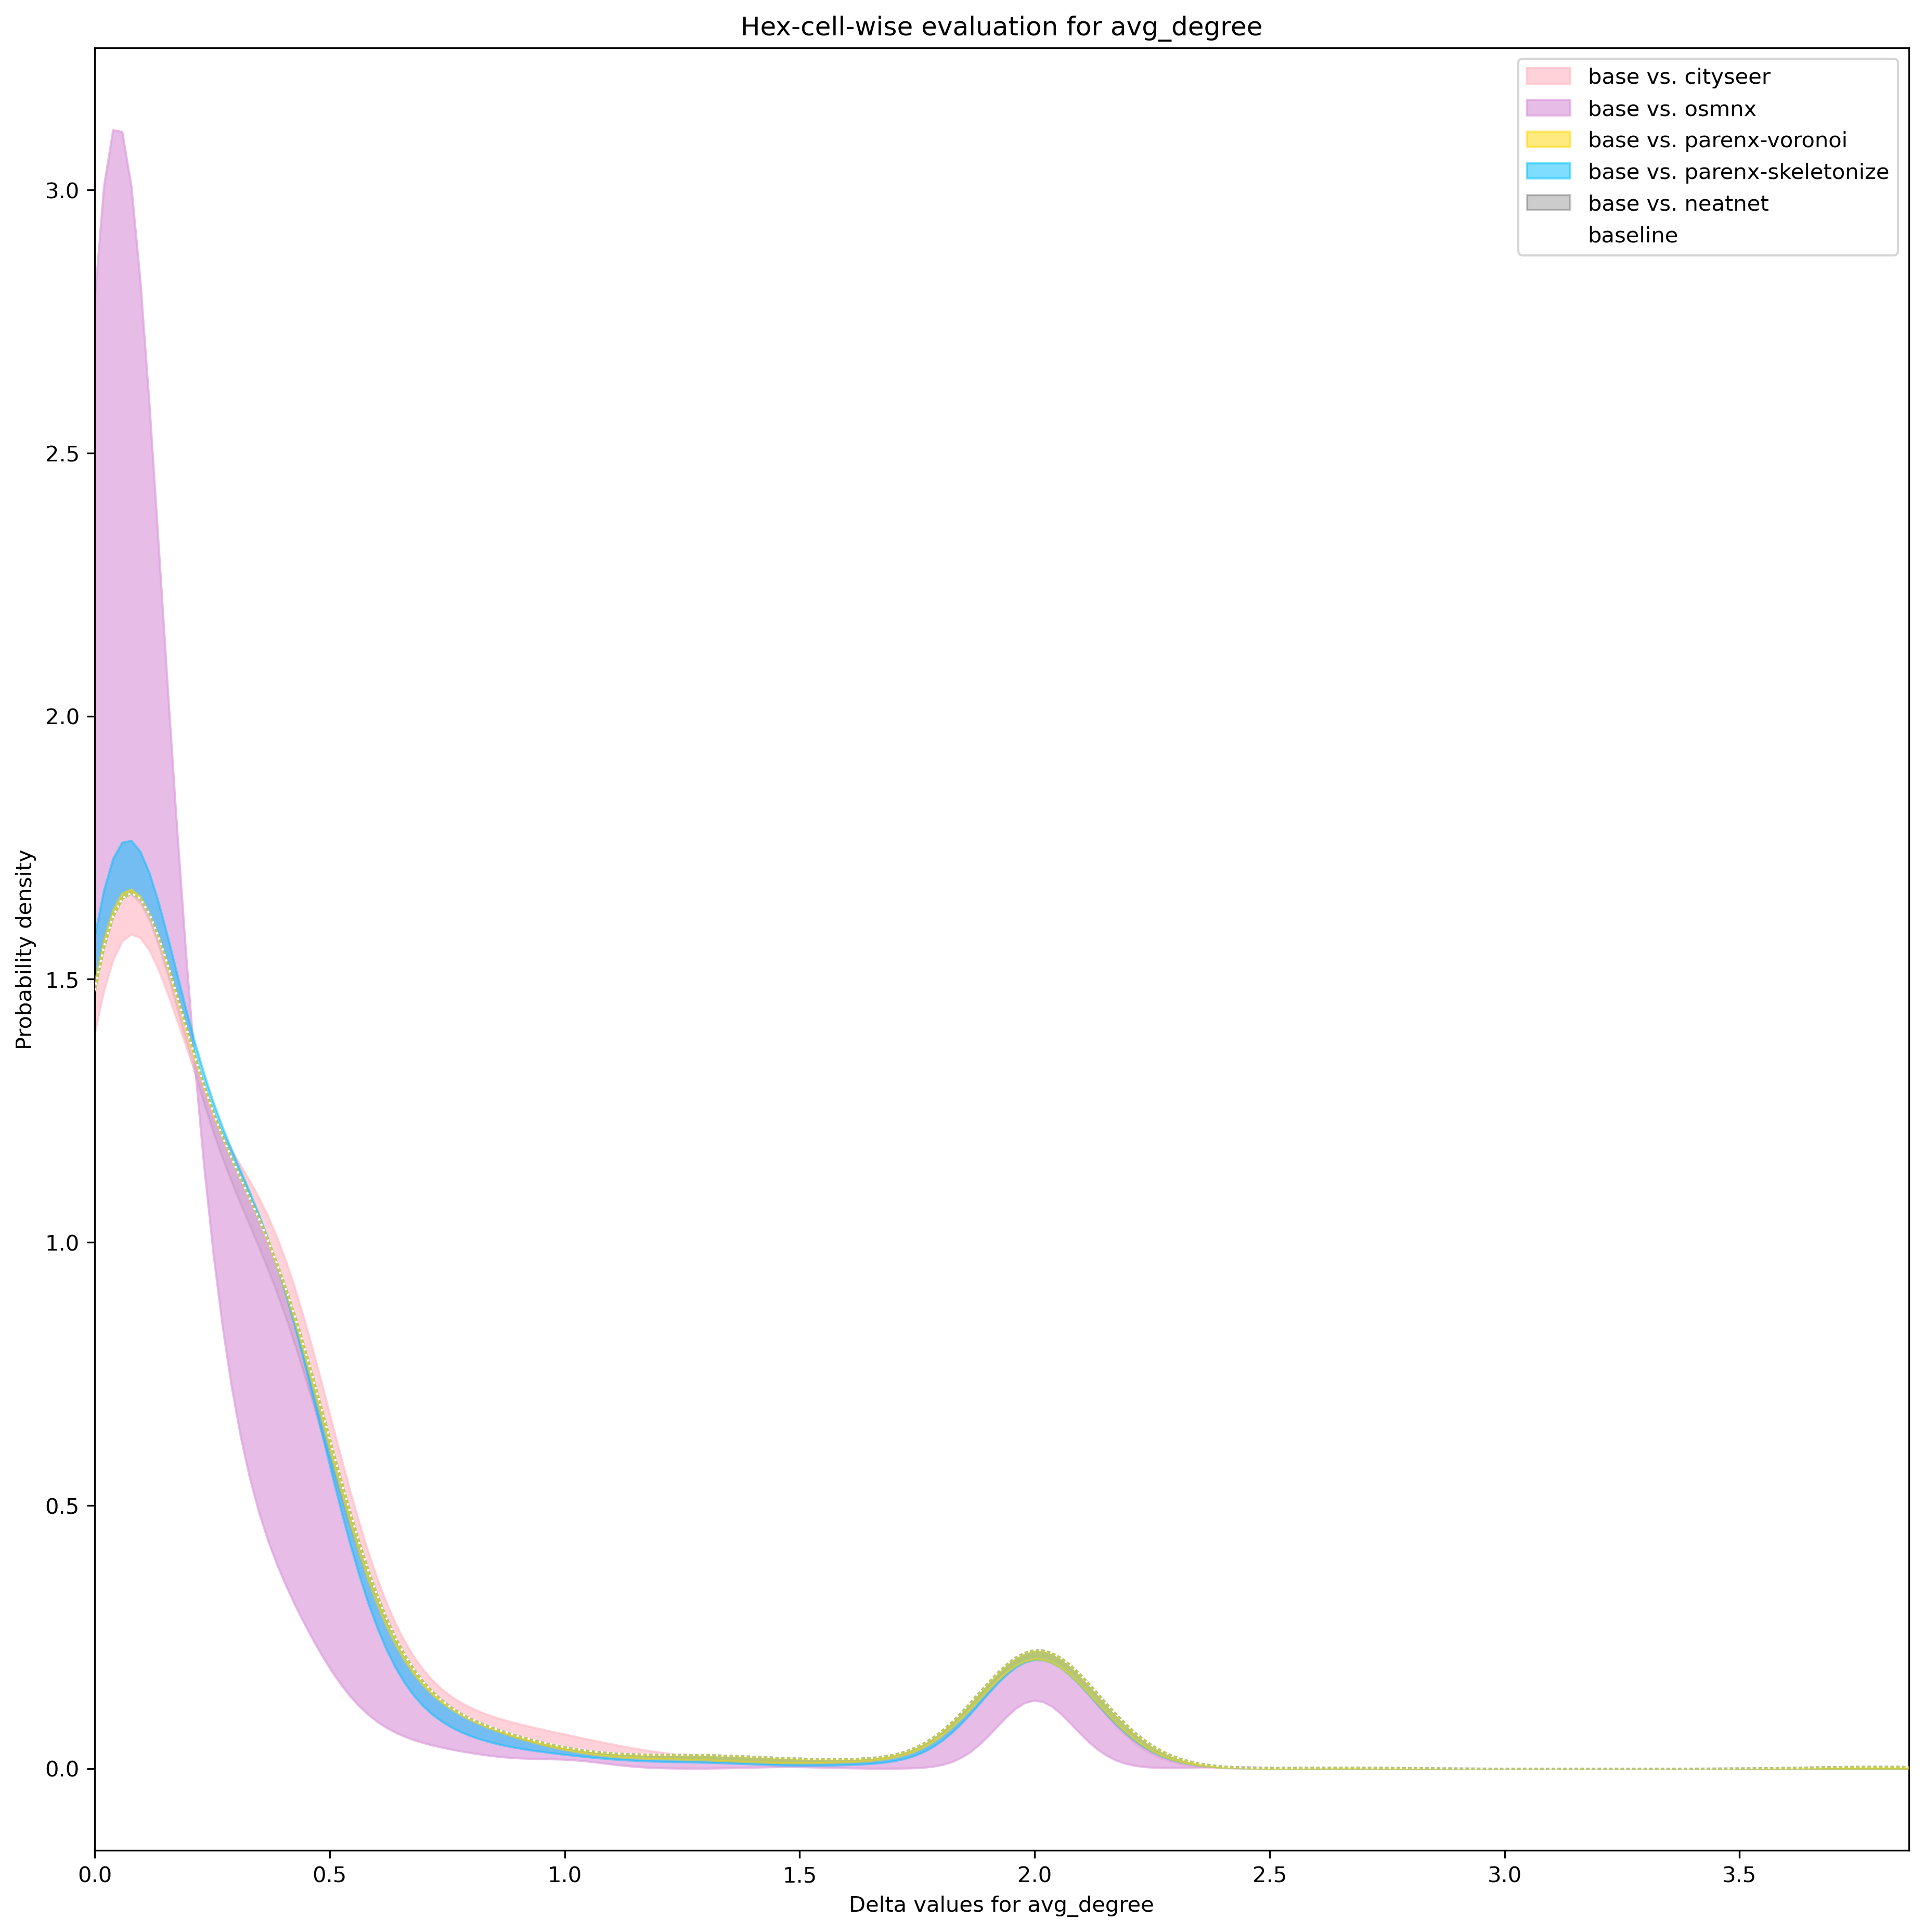 Hex-cell-wise evaluation for avg_degree
base vs. cityseer
base vs. osmnx
base vs. parenx-voronoi
base vs. parenx-skeletonize
base vs. neatnet
baseline
Probability density
3.0
2.5
2.0
1.5
1.0
0.5
0.0
0.0 0.5 1.0 1.5 2.0 2.5 3.0 3.5
Delta values for avg_degree